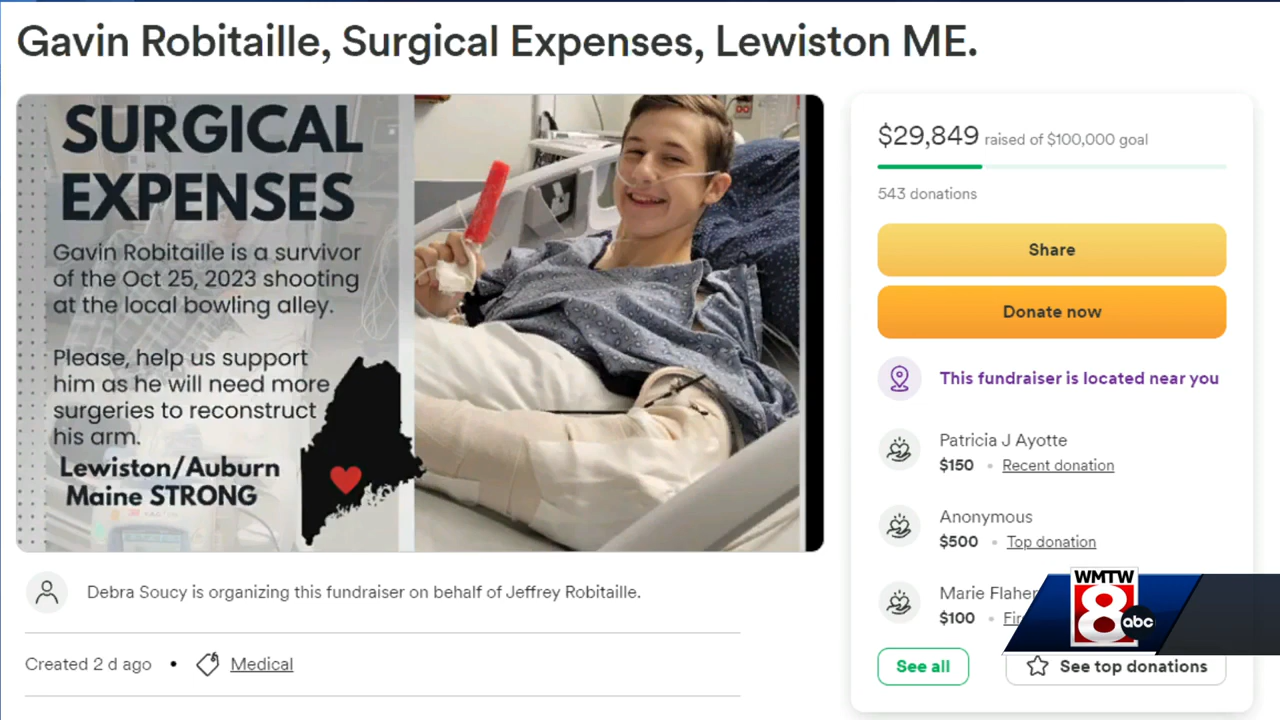 Gavin Robitaille, Surgical Expenses, Lewiston ME.
SURGICAL
EXPENSES
Gavin Robitaille is a survivor
of the Oct 25, 2023 shooting
at the local bowling alley.
Please, help us support
him as he will need more
surgeries to reconstruct
his arm.
Lewiston/Auburn
Maine STRONG
Debra Soucy is organizing this fundraiser on behalf of Jeffrey Robitaille.
Created 2 d ago • Medical
$29,849 raised of $100,000 goal
543 donations
Share
Donate now
This fundraiser is located near you
Patricia J Ayotte
$150 • Recent donation
Anonymous
$500 • Top donation
Marie Flaher
$100 • Fir
See all
See top donations
WMTW
8
abc